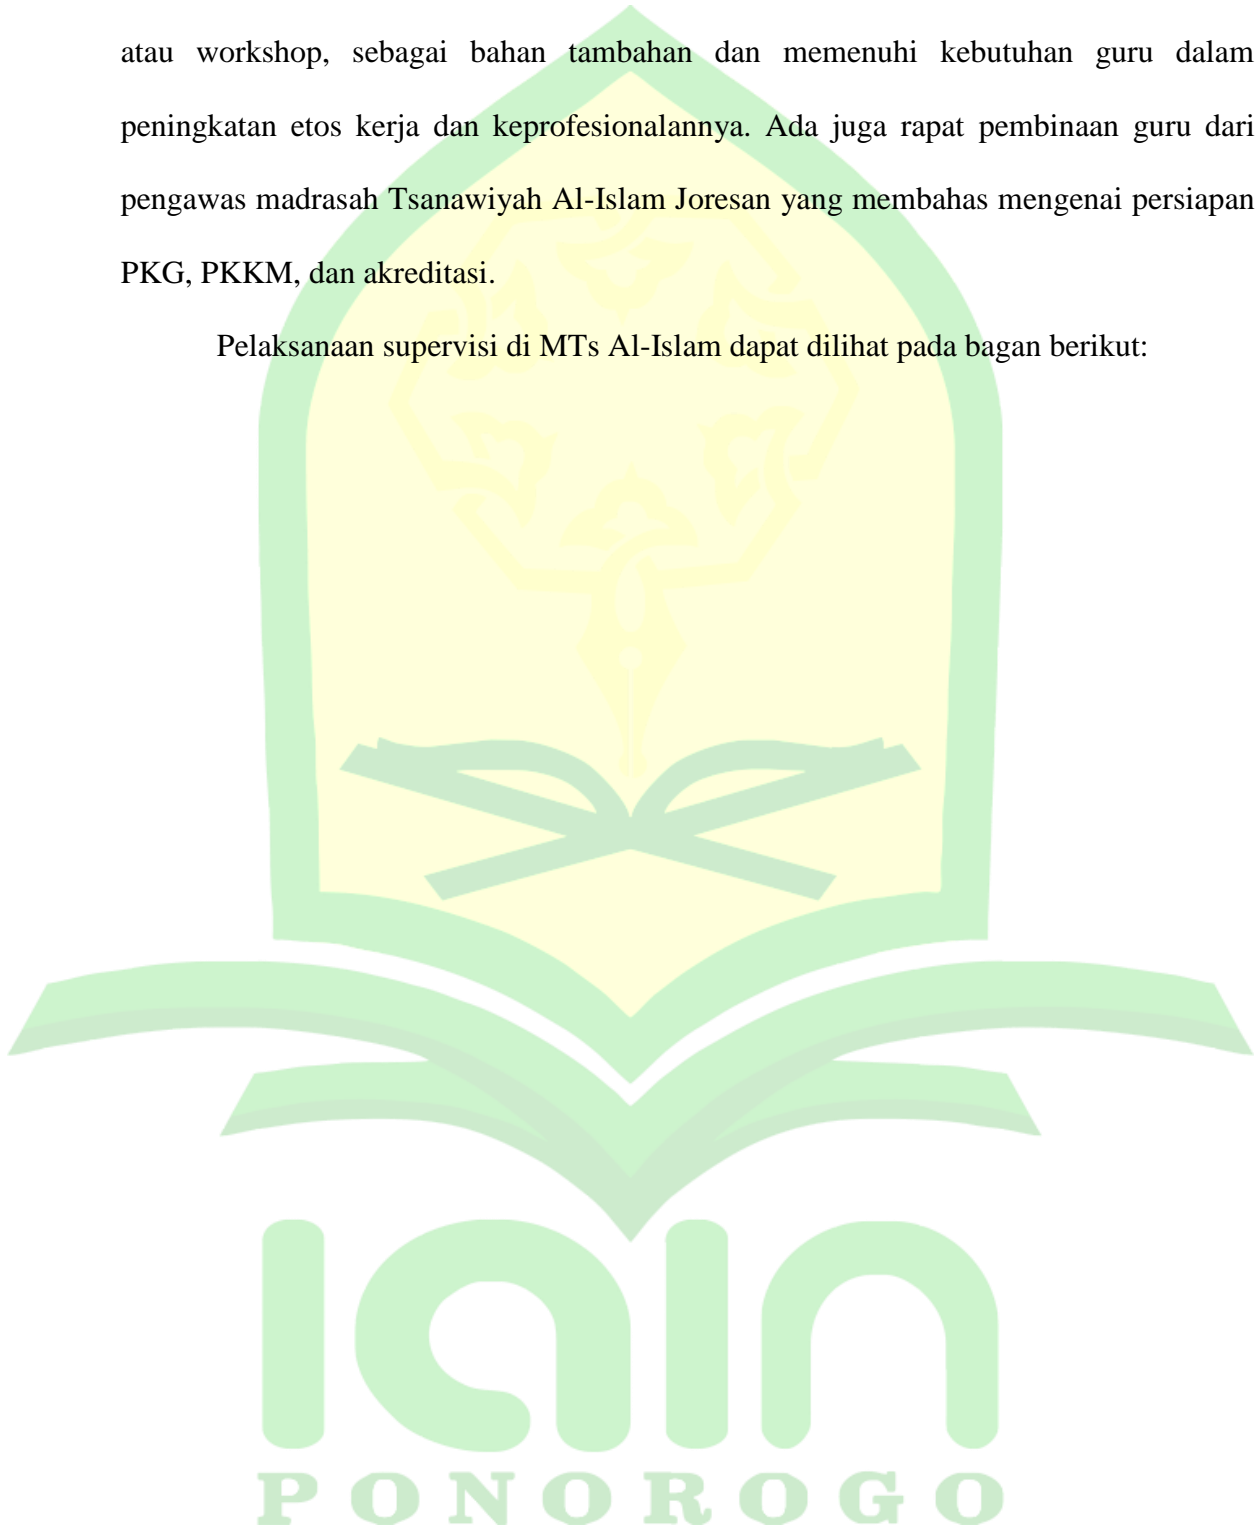 atau workshop, sebagai bahan tambahan dan memenuhi kebutuhan guru dalam
peningkatan etos kerja dan keprofesionalannya. Ada juga rapat pembinaan guru dari
pengawas madrasah Tsanawiyah Al-Islam Joresan yang membahas mengenai persiapan
PKG, PKKM, dan akreditasi.
Pelaksanaan supervisi di MTs Al-Islam dapat dilihat pada bagan berikut:
iain
PONOROGO